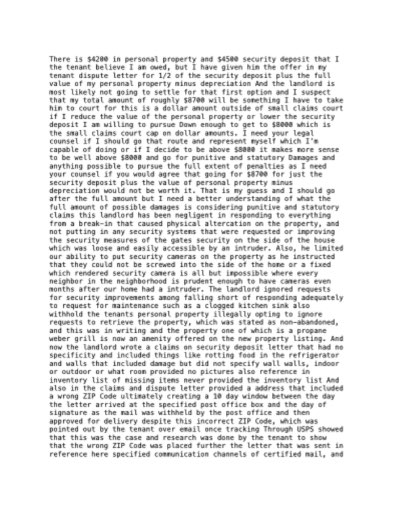 There is $4200 in personal property and $4500 security deposit that I
the tenant believe I am owed, but I have given him the offer in my
tenant dispute letter for 1/2 of the security deposit plus the full
value of my personal property minus depreciation And the landlord is
most likely not going to settle for that first option and I suspect
that my total amount of roughly $8700 will be something I have to take
him to court for this is a dollar amount outside of small claims court
if I reduce the value of the personal property or lower the security
deposit I am willing to pursue Down enough to get to $8000 which is
the small claims court cap on dollar amounts. I need your legal
counsel if I should go that route and represent myself which I'm
capable of doing or if I decide to be above $8000 it makes more sense
to be well above $8000 and go for punitive and statutory Damages and
anything possible to pursue the full extent of penalties as I need
your counsel if you would agree that going for $8700 for just the
security deposit plus the value of personal property minus
depreciation would not be worth it. That is my guess and I should go
after the full amount but I need a better understanding of what the
full amount of possible damages is considering punitive and statutory
claims this landlord has been negligent in responding to everything
from a break-in that caused physical altercation on the property, and
not putting in any security systems that were requested or improving
the security measures of the gates security on the side of the house
which was loose and easily accessible by an intruder. Also, he limited
our ability to put security cameras on the property as he instructed
that they could not be screwed into the side of the home or a fixed
which rendered security camera is all but impossible where every
neighbor in the neighborhood is prudent enough to have cameras even
months after our home had a intruder. The landlord ignored requests
for security improvements among falling short of responding adequately
to request for maintenance such as a clogged kitchen sink also
withheld the tenants personal property illegally opting to ignore
requests to retrieve the property, which was stated as non-abandoned,
and this was in writing and the property one of which is a propane
weber grill is now an amenity offered on the new property listing. And
now the landlord wrote a claims on security deposit letter that had no
specificity and included things like rotting food in the refrigerator
and walls that included damage but did not specify wall walls, indoor
or outdoor or what room provided no pictures also reference in
inventory list of missing items never provided the inventory list And
also in the claims and dispute letter provided a address that included
a wrong ZIP Code ultimately creating a 10 day window between the day
the letter arrived at the specified post office box and the day of
signature as the mail was withheld by the post office and then
approved for delivery despite this incorrect ZIP Code, which was
pointed out by the tenant over email once tracking Through USPS showed
that this was the case and research was done by the tenant to show
that the wrong ZIP Code was placed further the letter that was sent in
reference here specified communication channels of certified mail, and